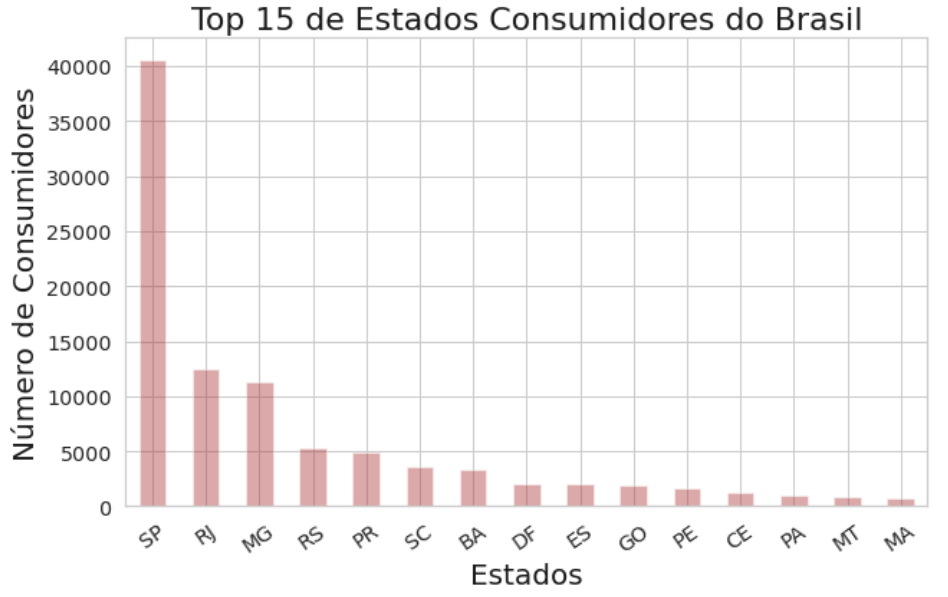 Top 15 de Estados Consumidores do Brasil
Número de Consumidores
40000
35000
30000
25000
20000
15000
10000
5000
0
SP RJ MG RS PR SC BA DF ES GO PE CE PA MT MA
Estados